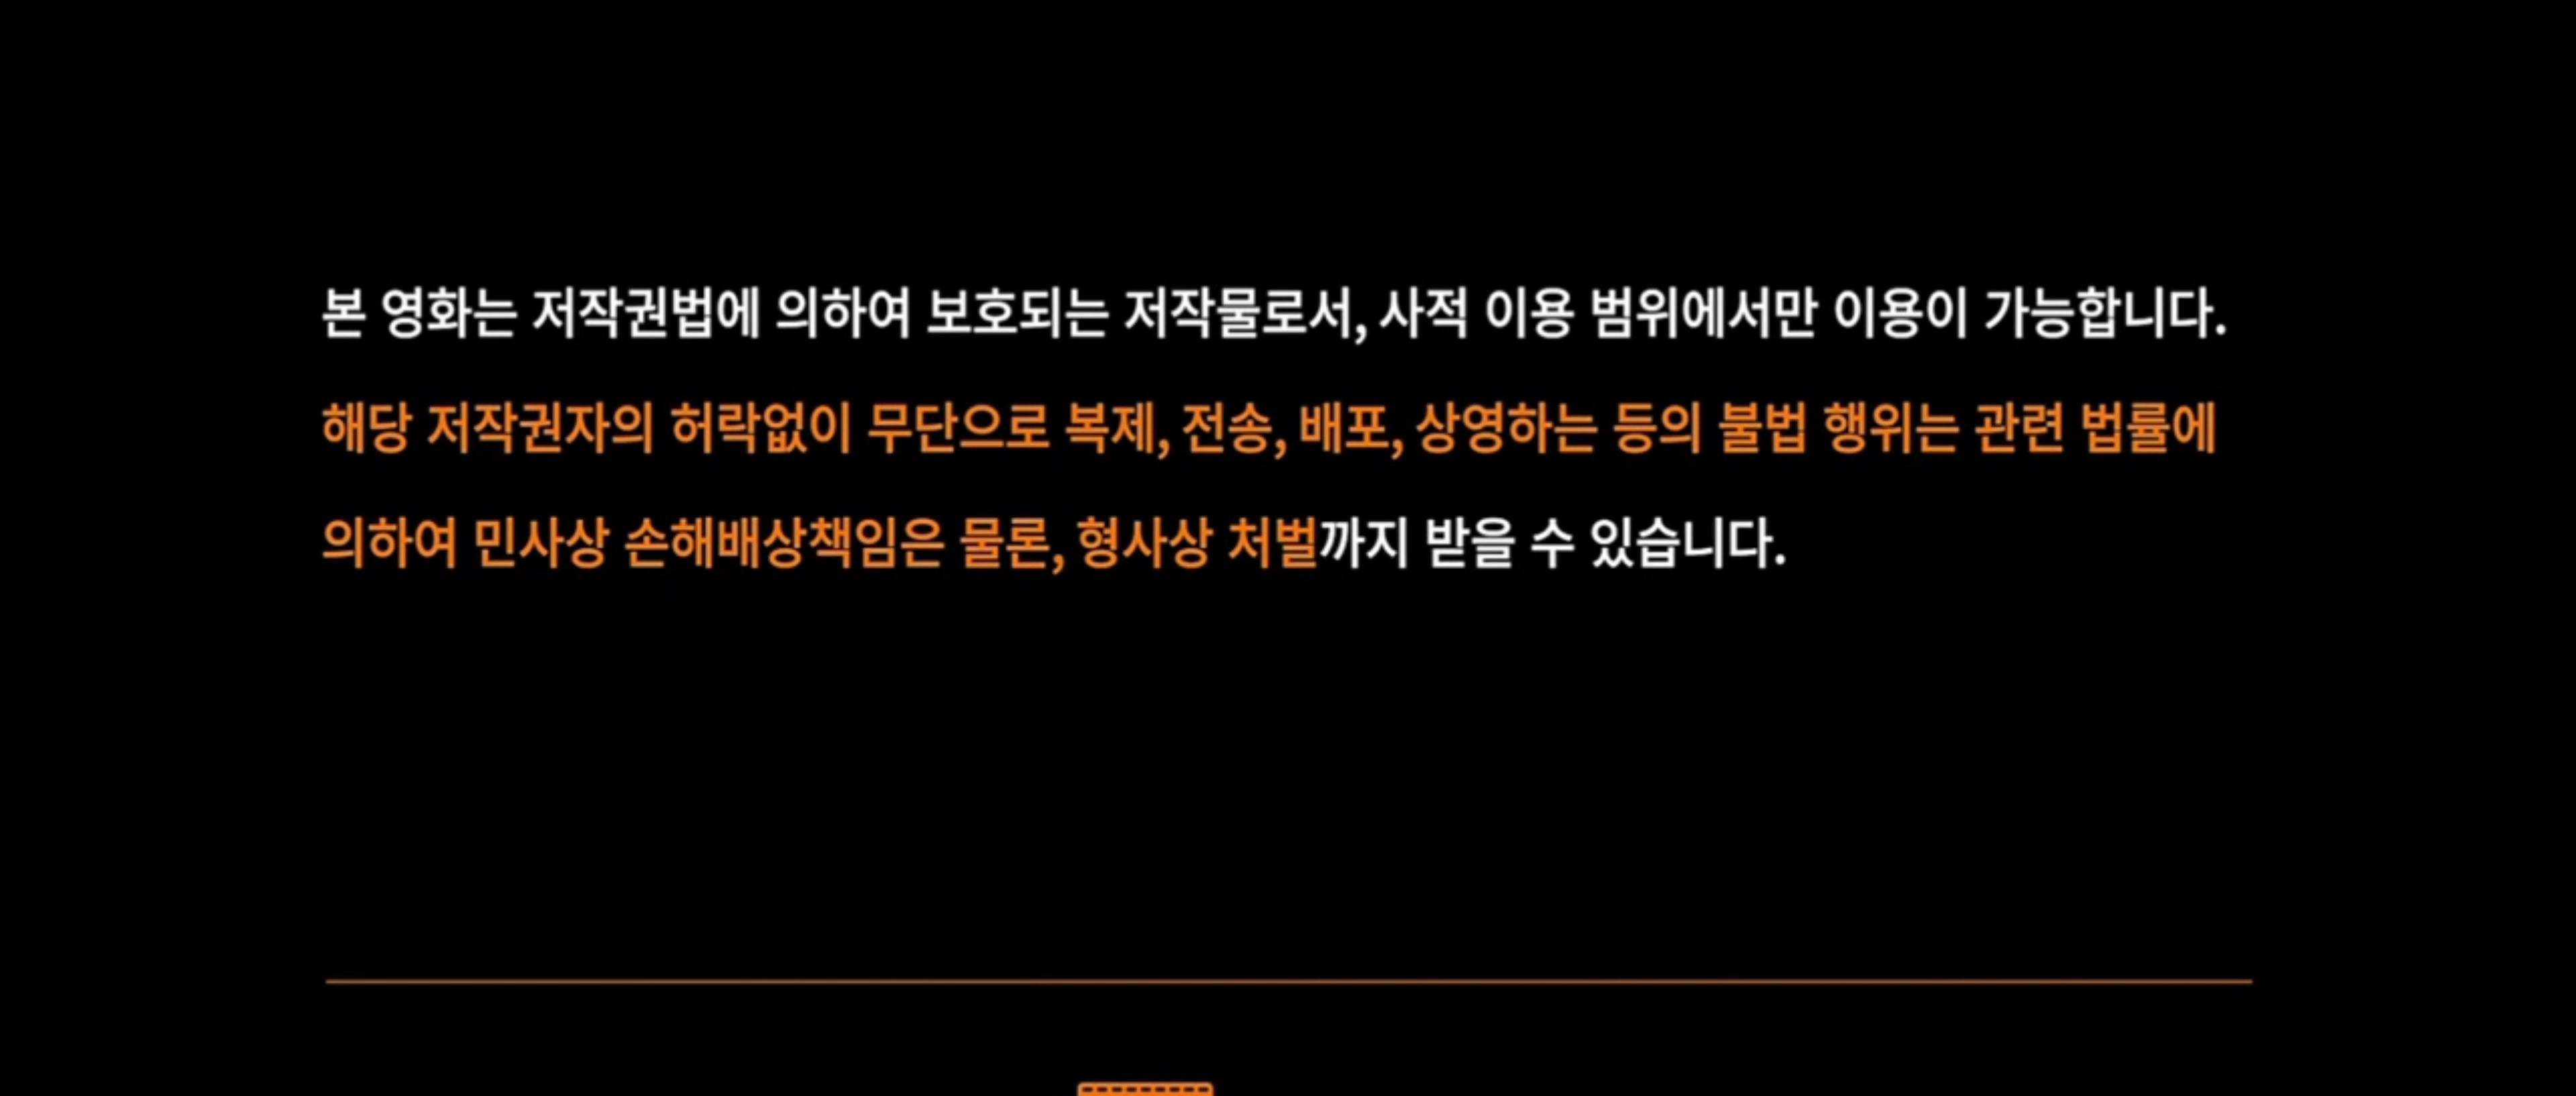 본 영화는 저작권법에 의하여 보호되는 저작물로서, 사적 이용 범위에서만 이용이 가능합니다.
해당 저작권자의 허락없이 무단으로 복제, 전송, 배포, 상영하는 등의 불법 행위는 관련 법률에
의하여 민사상 손해배상책임은 물론, 형사상 처벌까지 받을 수 있습니다.